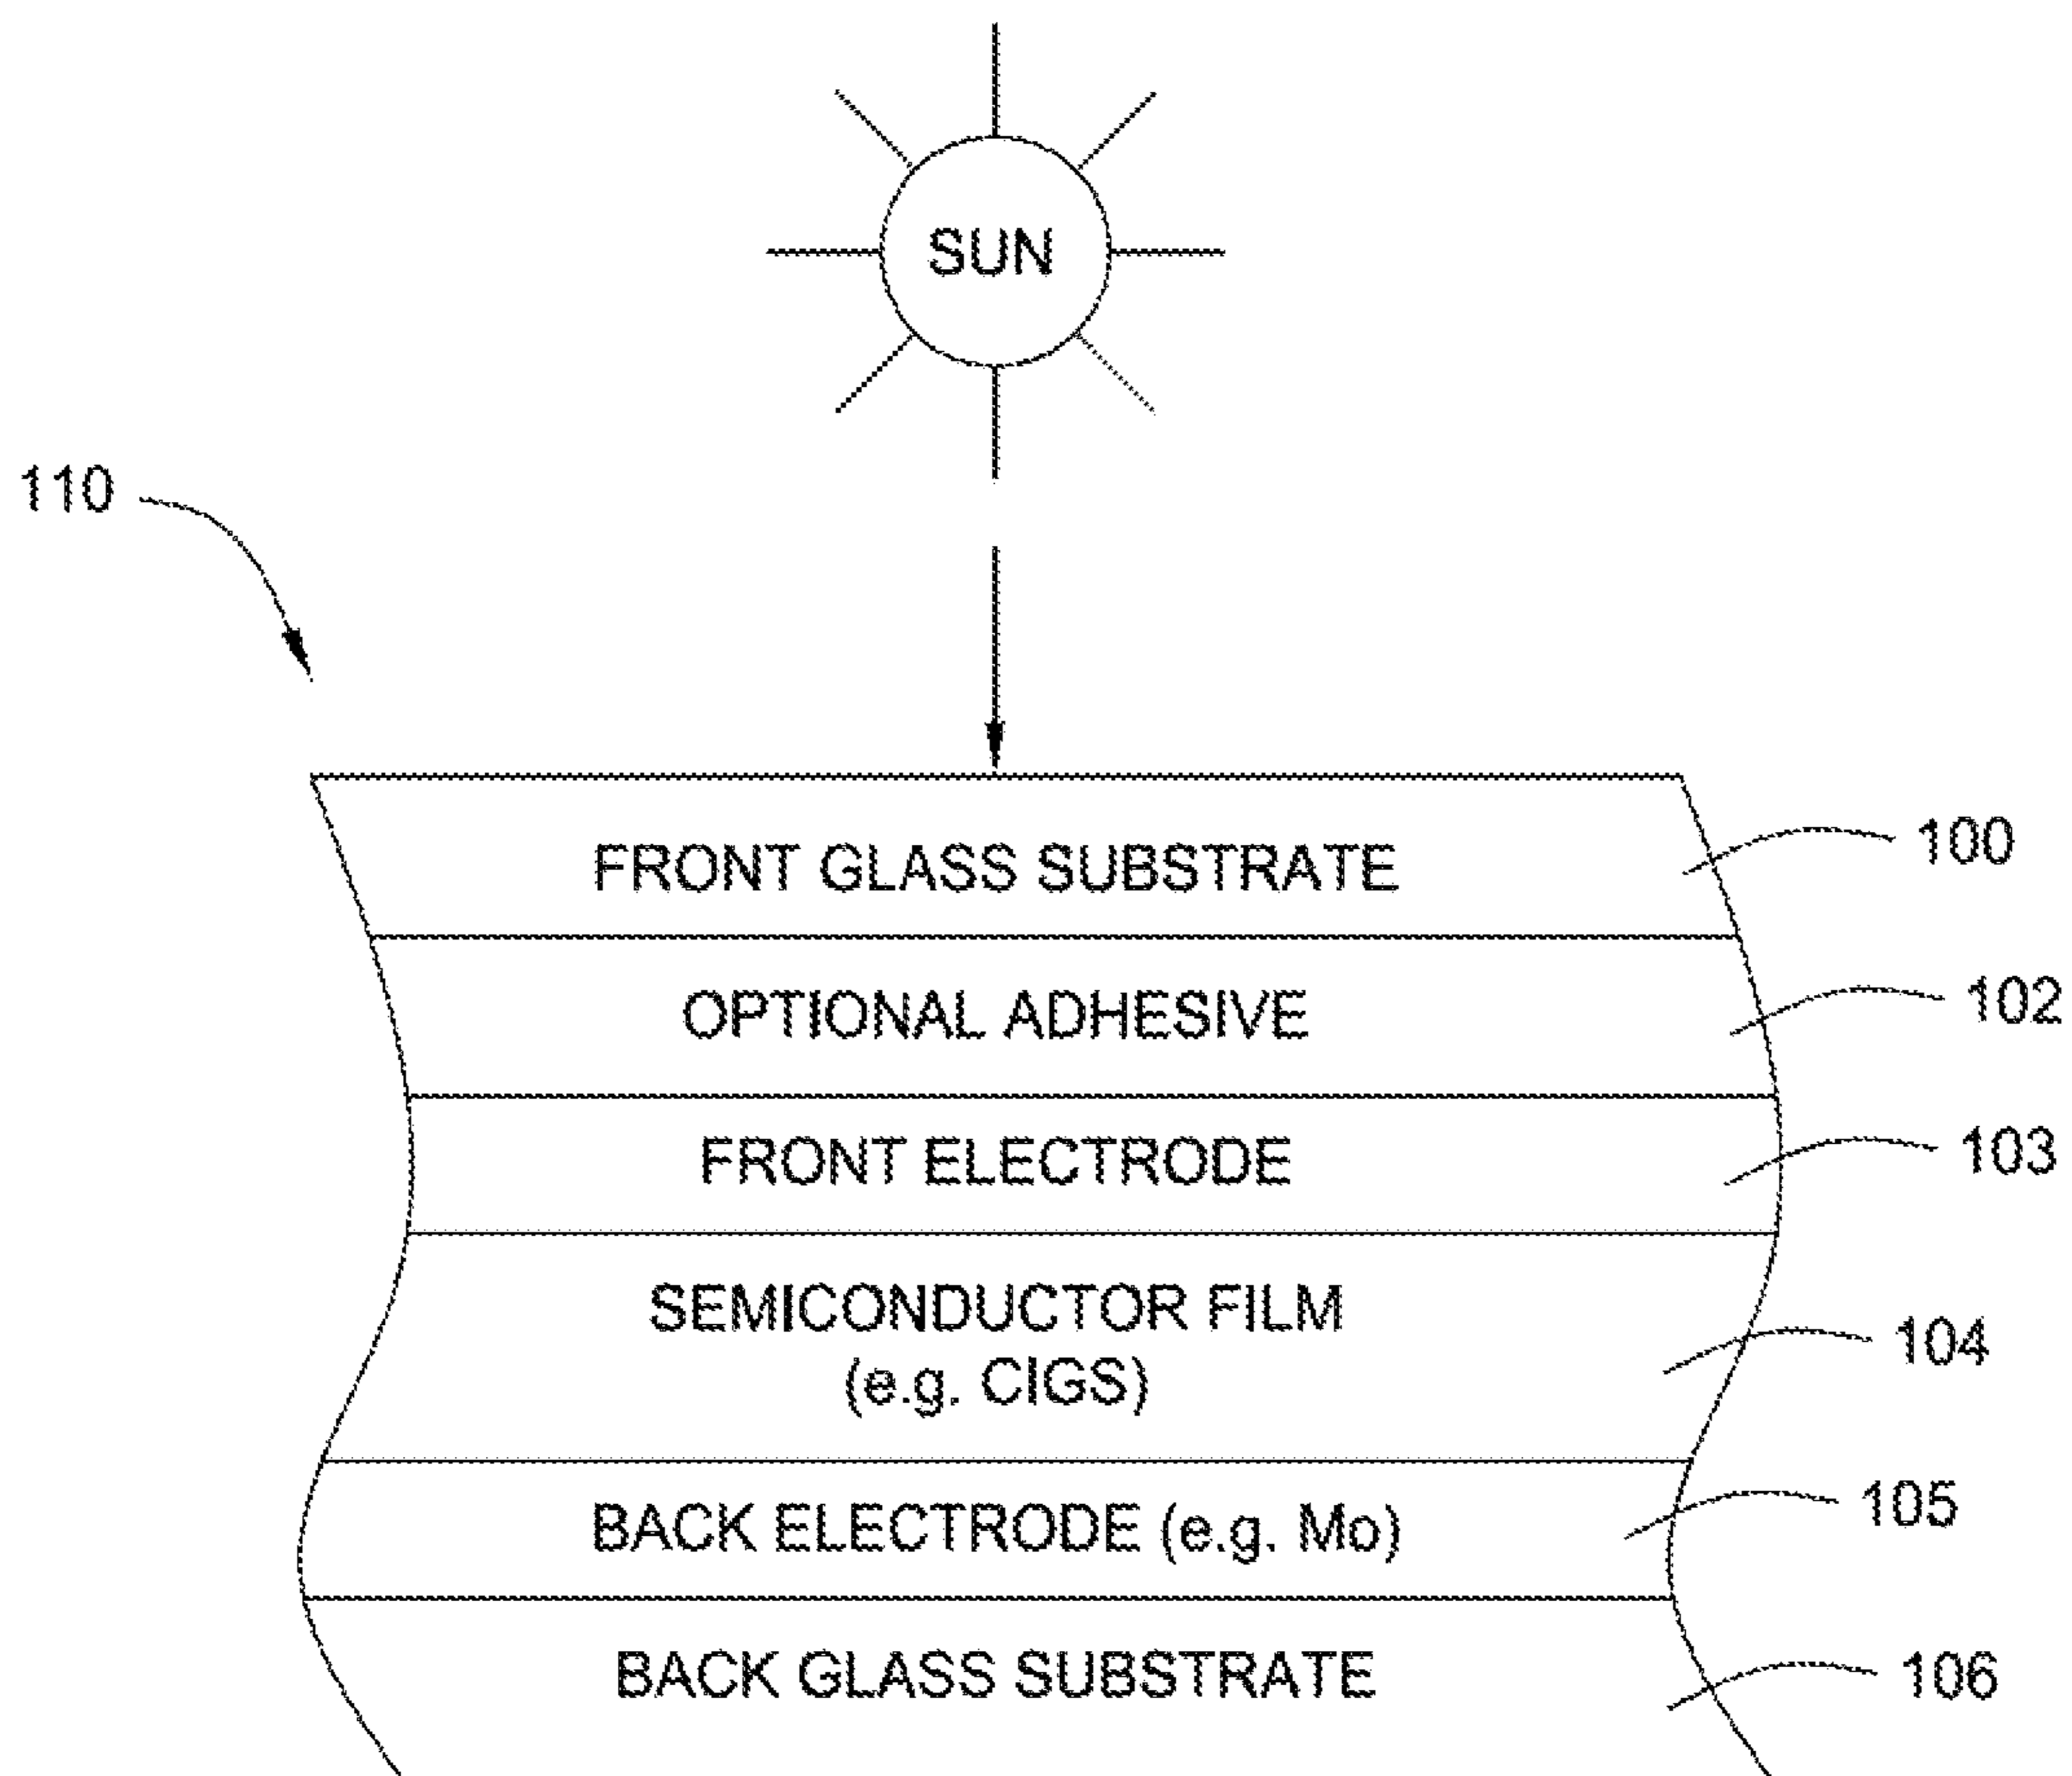 SUN
110
FRONT GLASS SUBSTRATE
100
OPTIONAL ADHESIVE
102
FRONT ELECTRODE
103
SEMICONDUCTOR FILM
(e.g. CIGS)
104
BACK ELECTRODE (e.g. Mo)
105
BACK GLASS SUBSTRATE
106